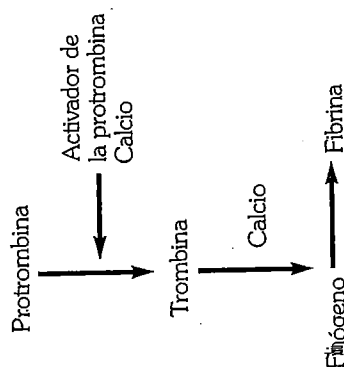 Protrombina
Activador de
la protrombina
Calcio
Trombina
Calcio
Fibrina